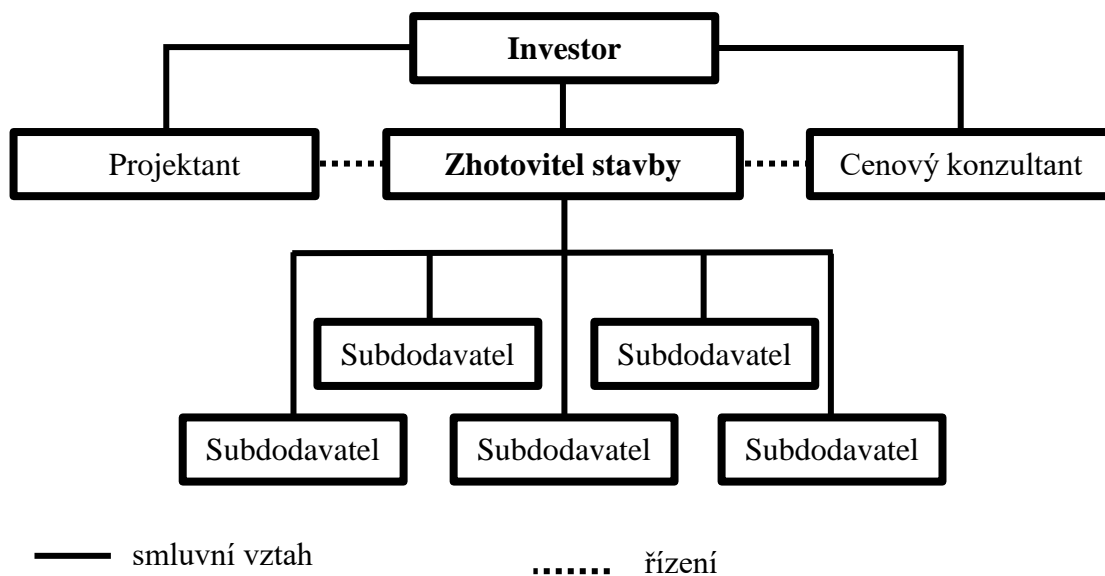 Investor
Projektant
Zhotovitel stavby
Cenový konzultant
Subdodavatel
Subdodavatel
Subdodavatel
Subdodavatel
Subdodavatel
smluvní vztah
řízení